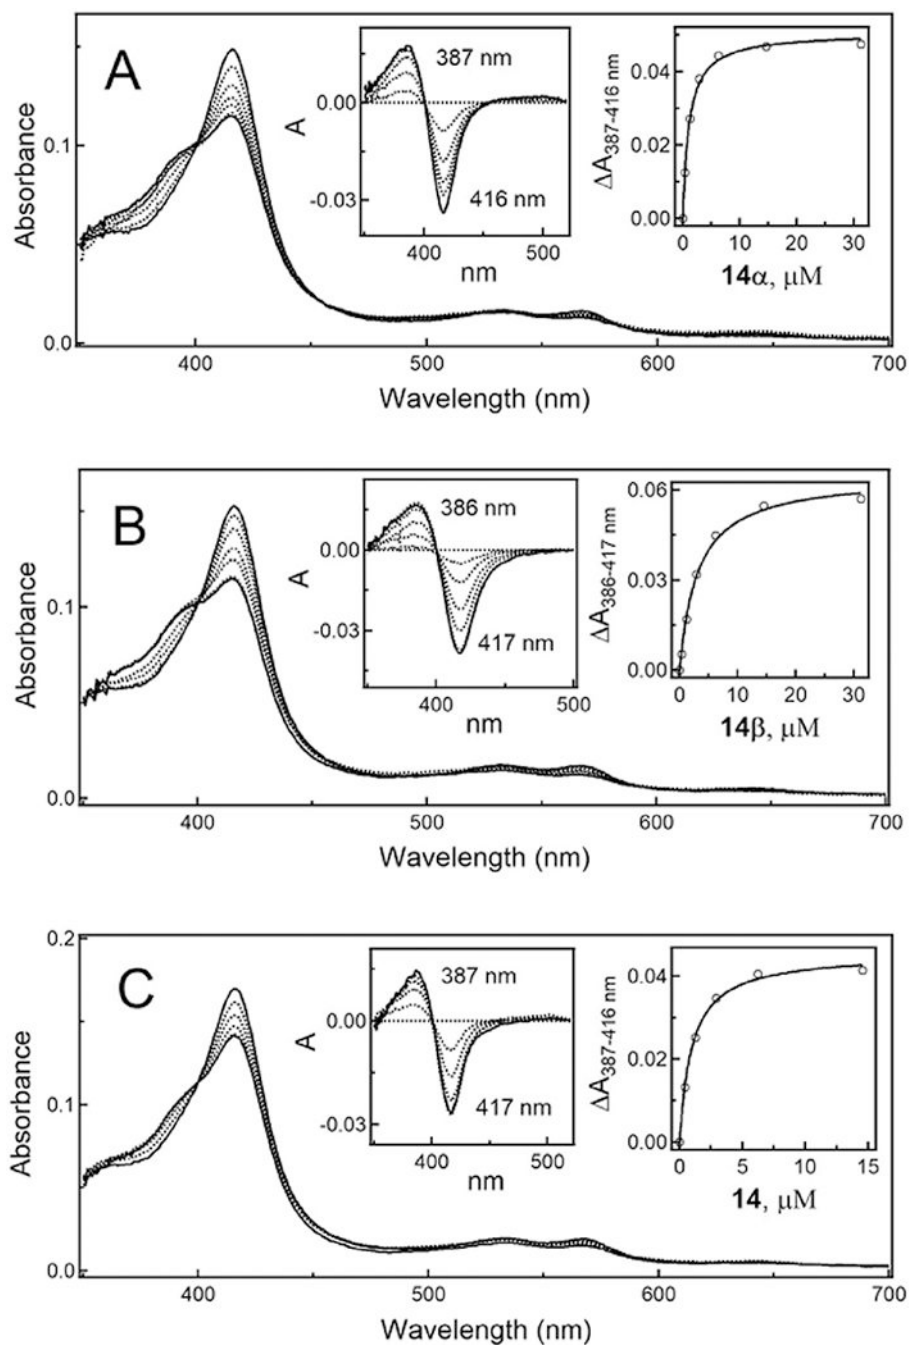 A
Absorbance
0.1
0.0
400
500
600
700
Wavelength (nm)
A
0.00
-0.03
387 nm
416 nm
400
500
nm
ΔA387-416 nm
0.04
0.02
0.00
0
10
20
30
14α, μM
B
Absorbance
0.1
0.0
400
500
600
700
Wavelength (nm)
A
0.00
-0.03
386 nm
417 nm
400
500
nm
ΔA386-417 nm
0.06
0.03
0.00
0
10
20
30
14β, μM
C
Absorbance
0.2
0.1
0.0
400
500
600
700
Wavelength (nm)
A
0.00
-0.03
387 nm
417 nm
400
500
nm
ΔA387-416 nm
0.04
0.02
0.00
0
5
10
15
14, μM